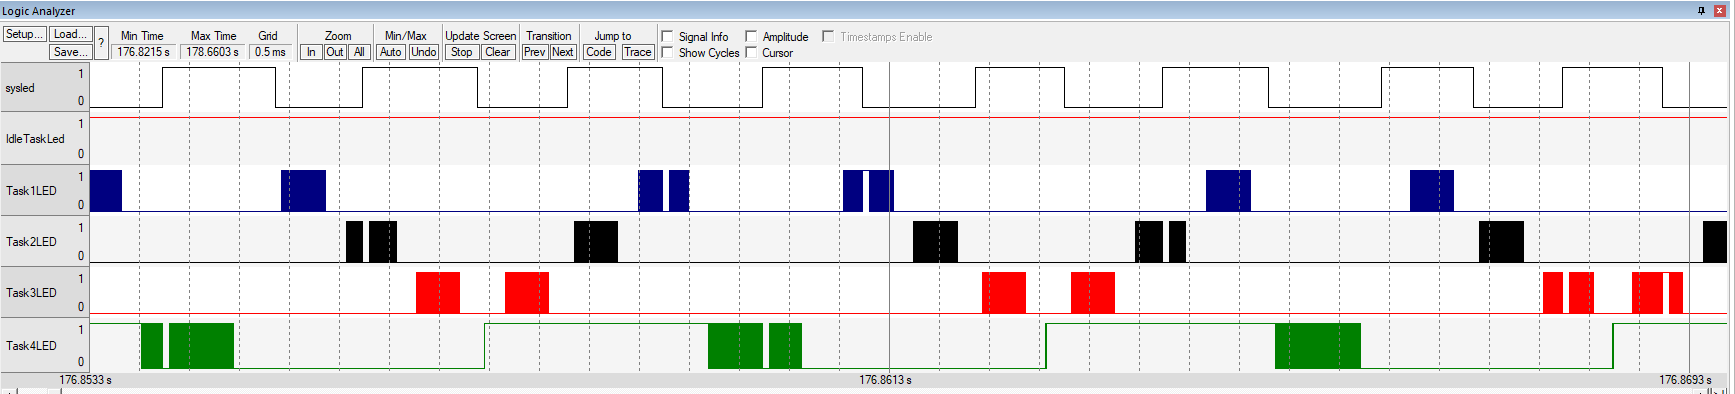 Logic Analyzer
Setup... Load... Save... ? Min Time Max Time Grid Zoom Min/Max Update Screen Transition Jump to Signal Info Amplitude Timestamps Enable
176.8215 s 178.6603 s 0.5 ms In Out All Auto Undo Stop Clear Prev Next Code Trace Show Cycles Cursor
1
sysled
0
1
IdleTaskLed
0
1
Task1LED
0
1
Task2LED
0
1
Task3LED
0
1
Task4LED
0
176.8533 s 176.8613 s 176.8693 s